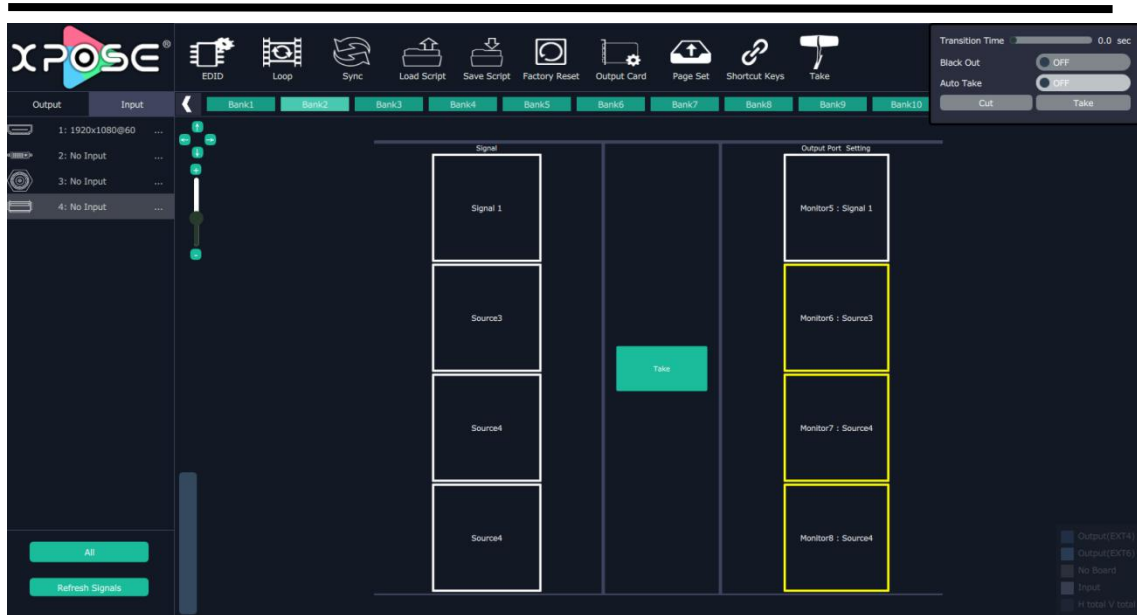 XPOSE®
EDID
Loop
Sync
Load Script
Save Script
Factory Reset
Output Card
Page Set
Shortcut Keys
Take
Transition Time 0.0 sec
Black Out OFF
Auto Take OFF
Cut Take
Output Input
Bank1 Bank2 Bank3 Bank4 Bank5 Bank6 Bank7 Bank8 Bank9 Bank10
1: 1920x1080@60 ...
2: No Input ...
3: No Input ...
4: No Input ...
Signal
Signal 1
Source3
Source4
Source4
Take
Output Port Setting
Monitor5 : Signal 1
Monitor6 : Source3
Monitor7 : Source4
Monitor8 : Source4
All
Refresh Signals
Output(EXT4)
Output(EXT6)
No Board
Input
H total V total